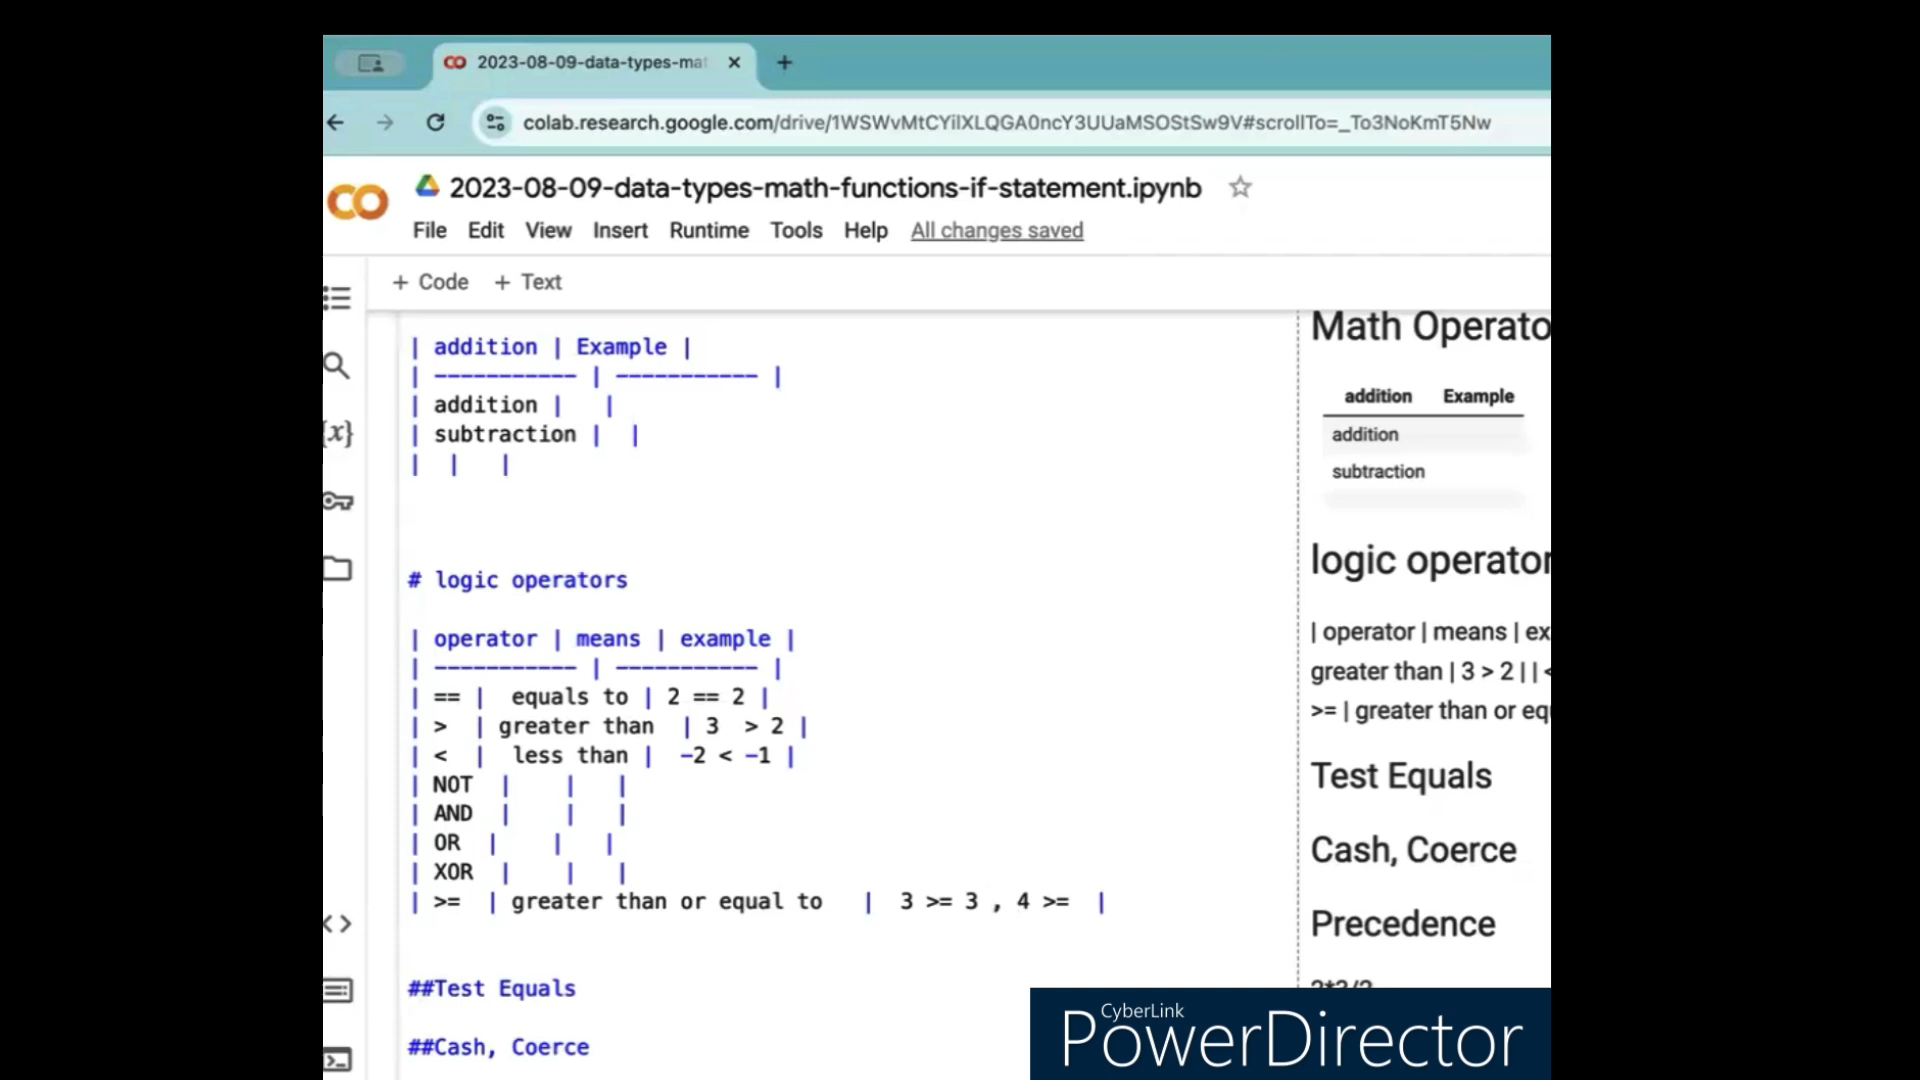 2023-08-09-data-types-mat
colab.research.google.com/drive/1WSWvMtCYilXLQGA0ncY3UUaMSOStSw9V#scrollTo=_To3NoKmT5Nw
2023-08-09-data-types-math-functions-if-statement.ipynb
File Edit View Insert Runtime Tools Help All changes saved
+ Code + Text
| addition | Example |
| ----------- | ----------- |
| addition | |
| subtraction | |
| | |
# logic operators
| operator | means | example |
| ----------- | ----------- |
| == | equals to | 2 == 2 |
| > | greater than | 3 > 2 |
| < | less than | -2 < -1 |
| NOT | | |
| AND | | |
| OR | | |
| XOR | | |
| >= | greater than or equal to | 3 >= 3 , 4 >= |
##Test Equals
##Cash, Coerce
Math Operato
addition Example
addition
subtraction
logic operator
| operator | means | ex
greater than | 3 > 2 | | <
>= | greater than or equ
Test Equals
Cash, Coerce
Precedence
CyberLink
PowerDirector